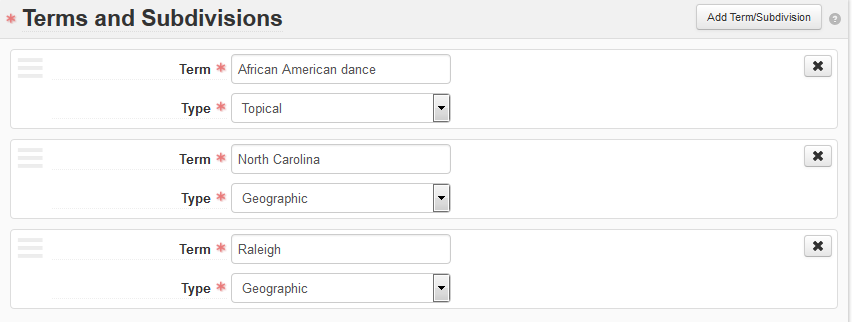 * Terms and Subdivisions Add Term/Subdivision ?
Term * African American dance
Type * Topical
Term * North Carolina
Type * Geographic
Term * Raleigh
Type * Geographic